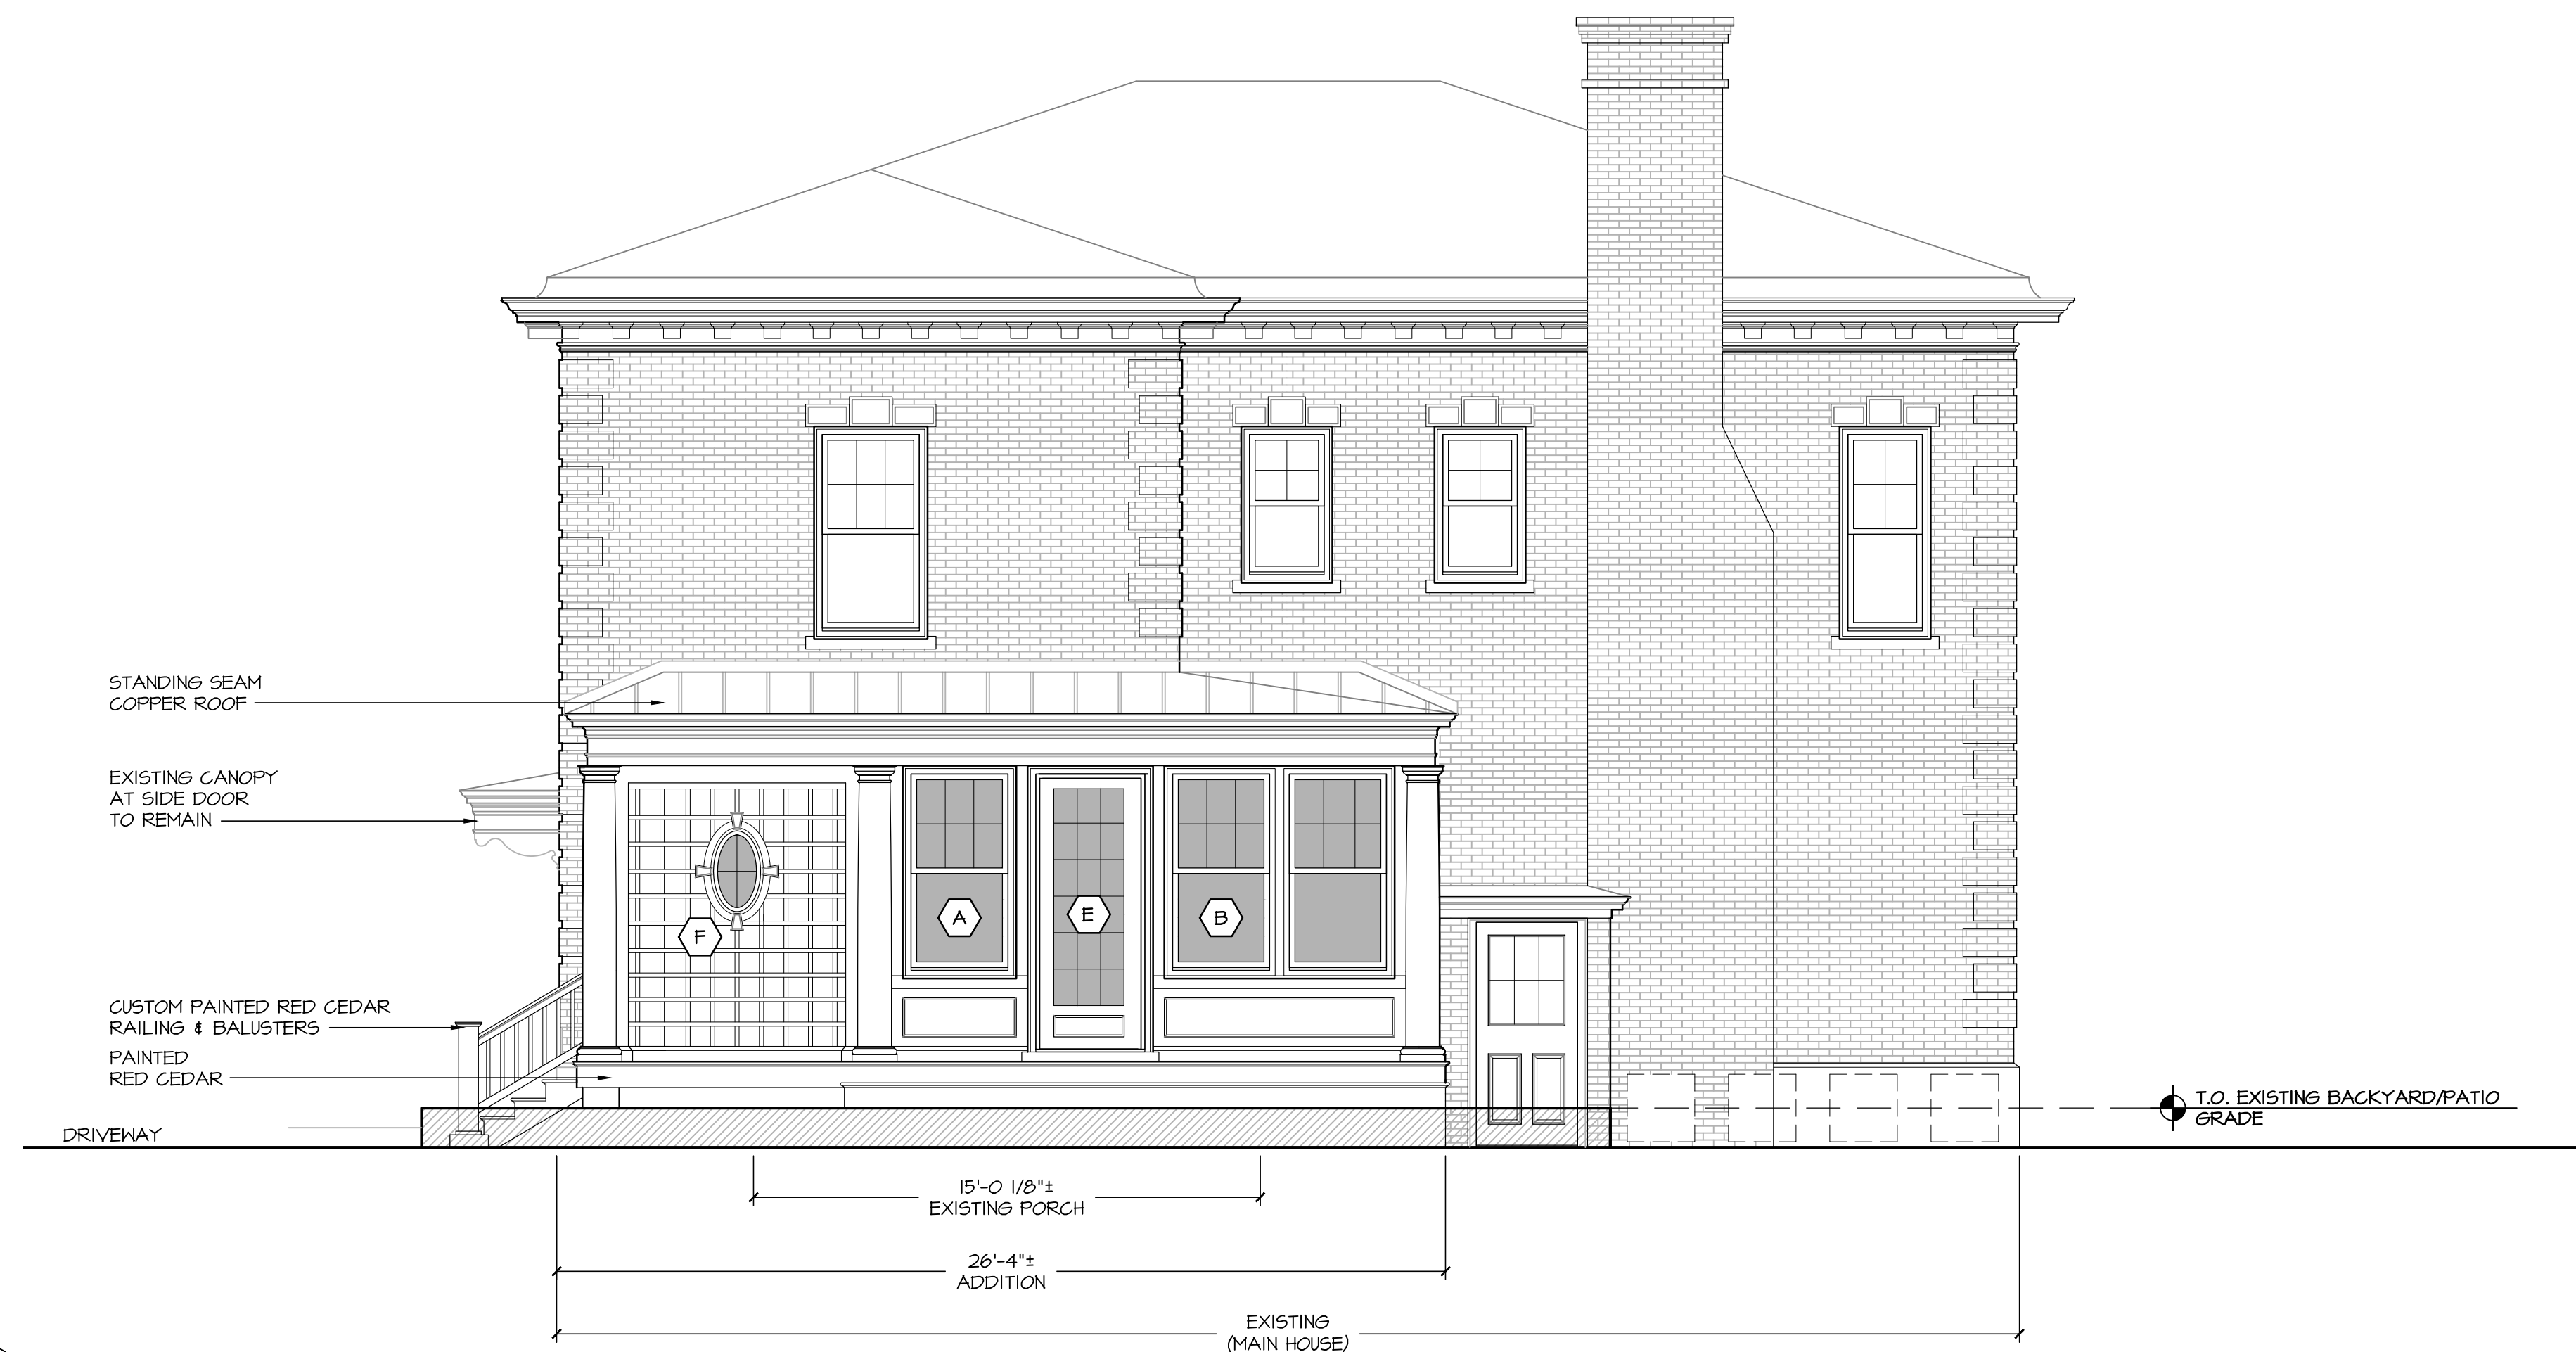 STANDING SEAM
COPPER ROOF
EXISTING CANOPY
AT SIDE DOOR
TO REMAIN
A
E
B
F
CUSTOM PAINTED RED CEDAR
RAILING & BALUSTERS
PAINTED
RED CEDAR
T.O. EXISTING BACKYARD/PATIO
GRADE
DRIVEWAY
15'-0 1/8"±
EXISTING PORCH
26'-4"±
ADDITION
EXISTING
(MAIN HOUSE)